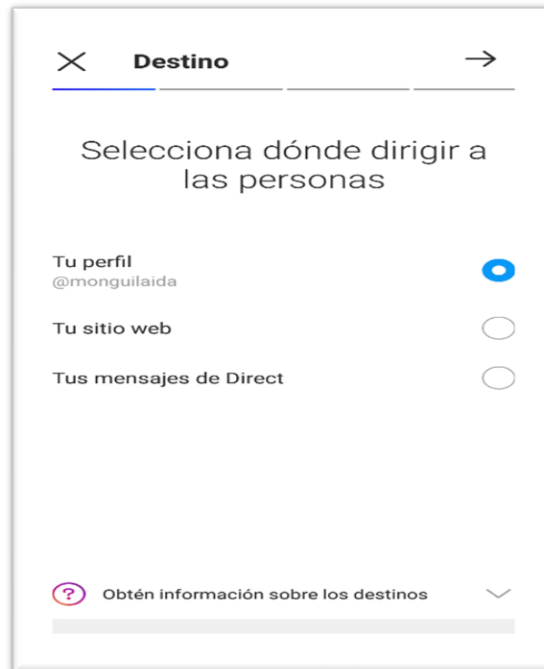 Destino
Selecciona dónde dirigir a
las personas
Tu perfil
@monguilaida
Tu sitio web
Tus mensajes de Direct
? Obtén información sobre los destinos